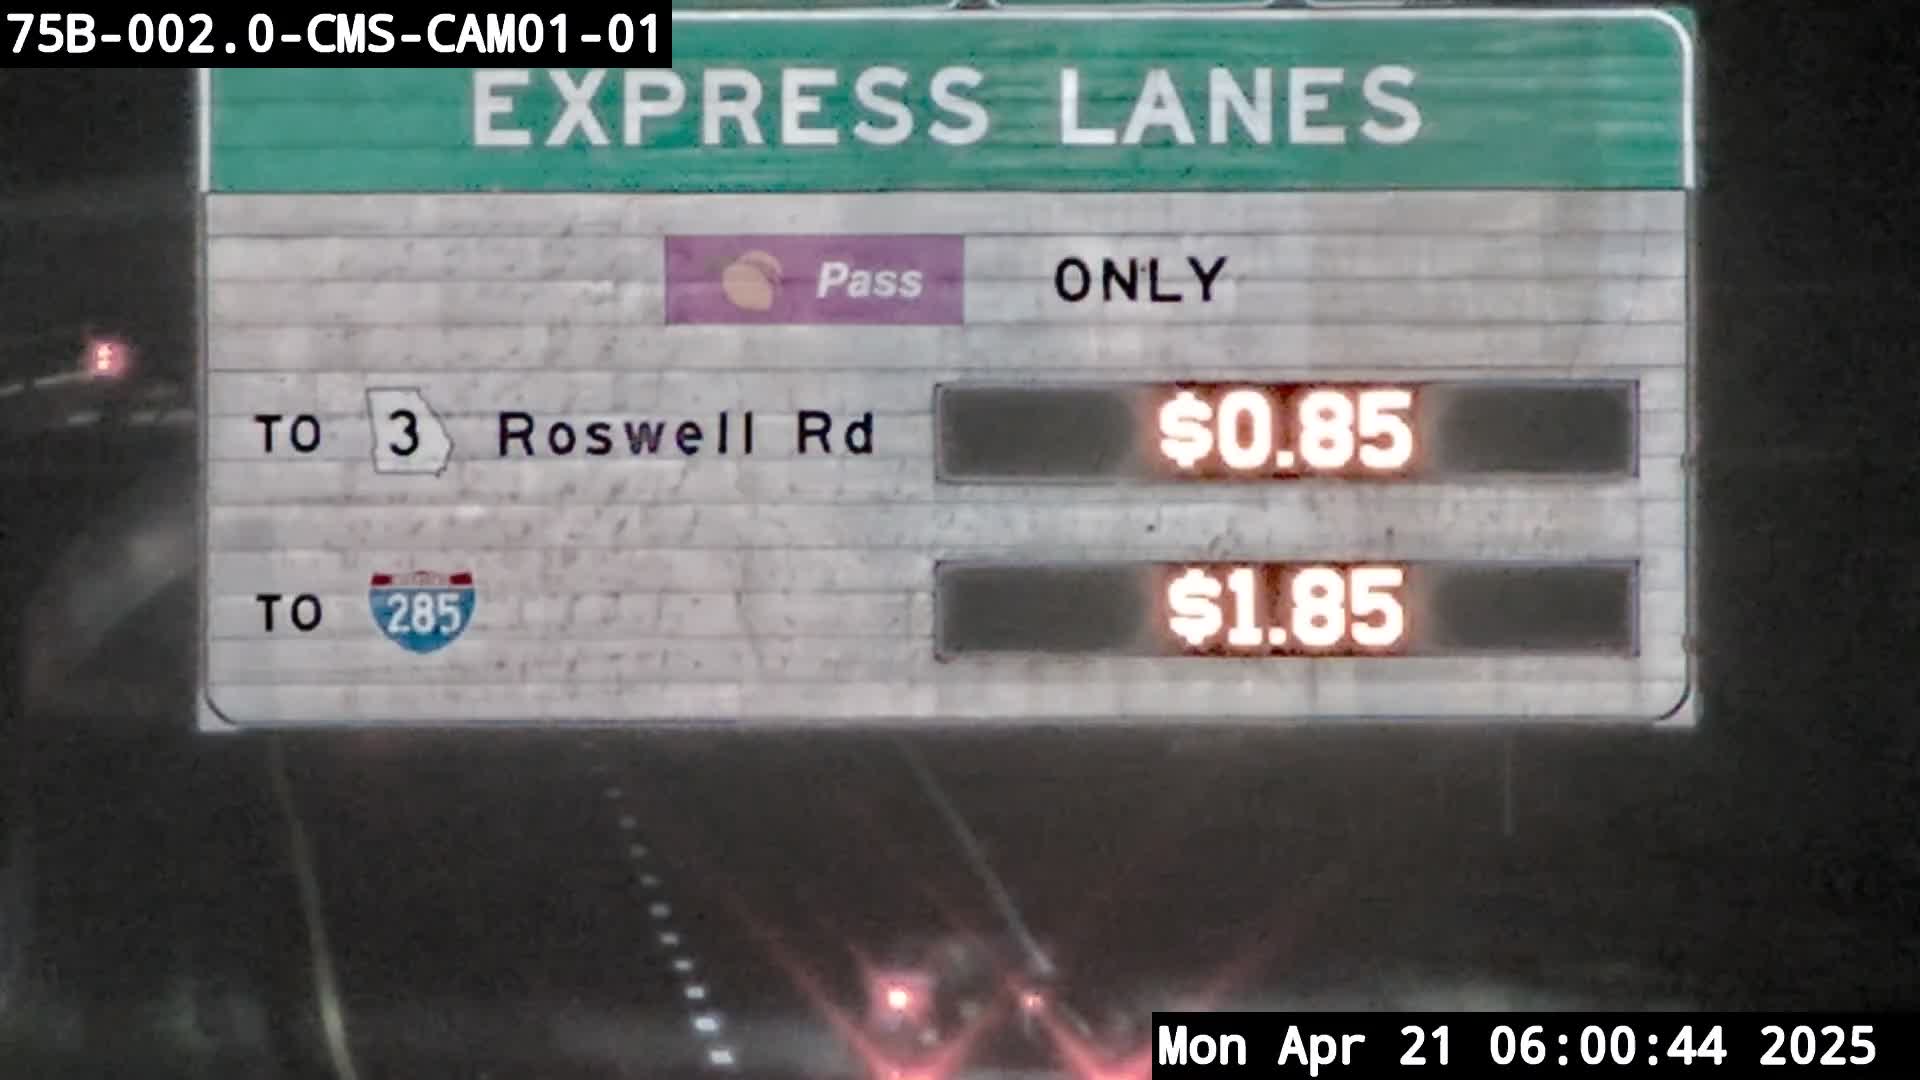 75B-002.0-CMS-CAM01-01
EXPRESS LANES
Pass ONLY
TO 3 Roswell Rd $0.85
TO 285 $1.85
Mon Apr 21 06:00:44 2025